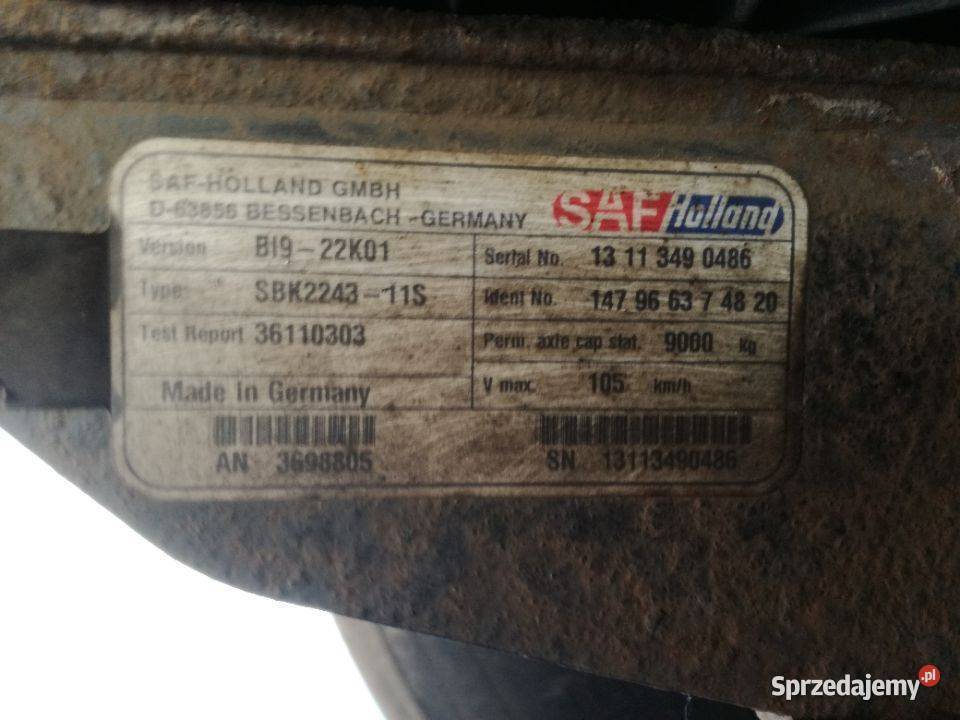 SAF-HOLLAND GMBH
D-63856 BESSENBACH -GERMANY
SAF Holland
Version BI9-22K01
Serial No. 13 11 349 0486
Type SBK2243-11S
Ident No. 147 96 63 7 48 20
Test Report 36110303
Perm. axle cap stat. 9000 kg
Made in Germany
V max. 105 km/h
AN 3698805
SN 13113490486
Sprzedajemy.pl